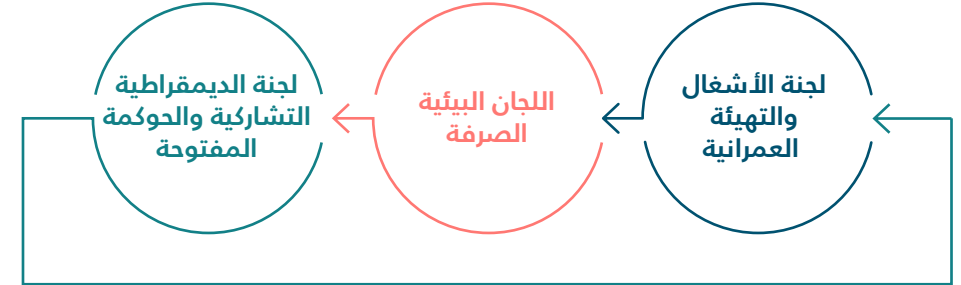 لجنة الأشغال
والتهيئة
العمرانية
اللجان البيئية
الصرفة
لجنة الديمقراطية
التشاركية والحوكمة
المفتوحة